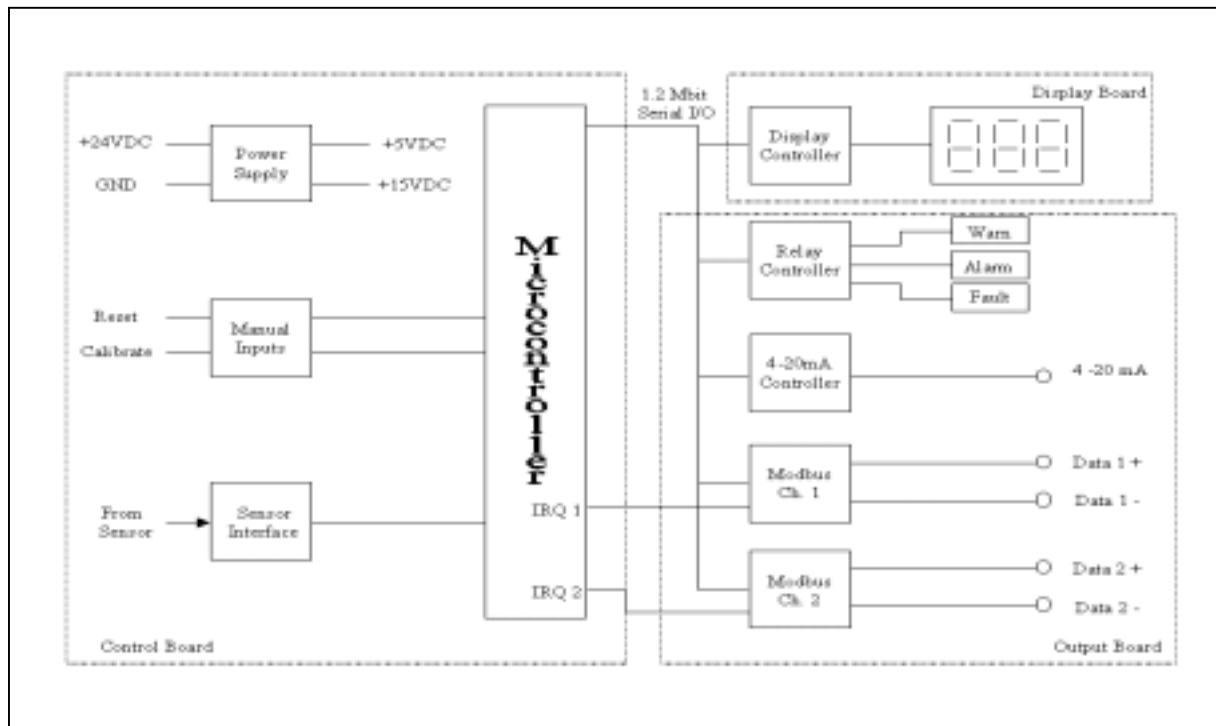 1.2 Mbit
Serial I/O
Display Board
+24VDC
GND
Power
Supply
+5VDC
+15VDC
Display
Controller
Microcontroller
Relay
Controller
Warn
Alarm
Fault
Reset
Calibrate
Manual
Inputs
4-20mA
Controller
4 -20 mA
Modbus
Ch. 1
Data 1 +
Data 1 -
From
Sensor
Sensor
Interface
IRQ 1
IRQ 2
Modbus
Ch. 2
Data 2 +
Data 2 -
Control Board
Output Board